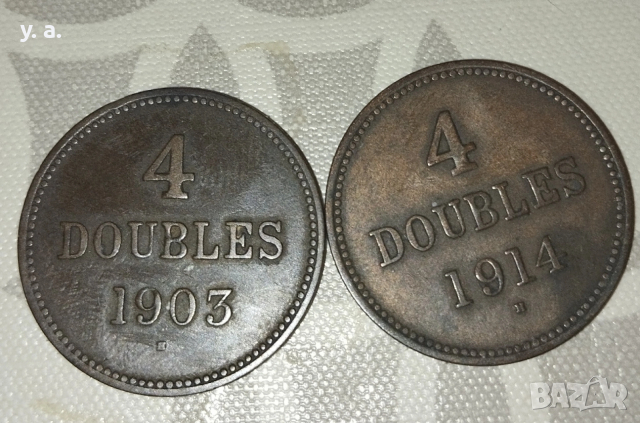 y. a.
4
DOUBLES
1903
H
4
DOUBLES
1914
H
BAZAR